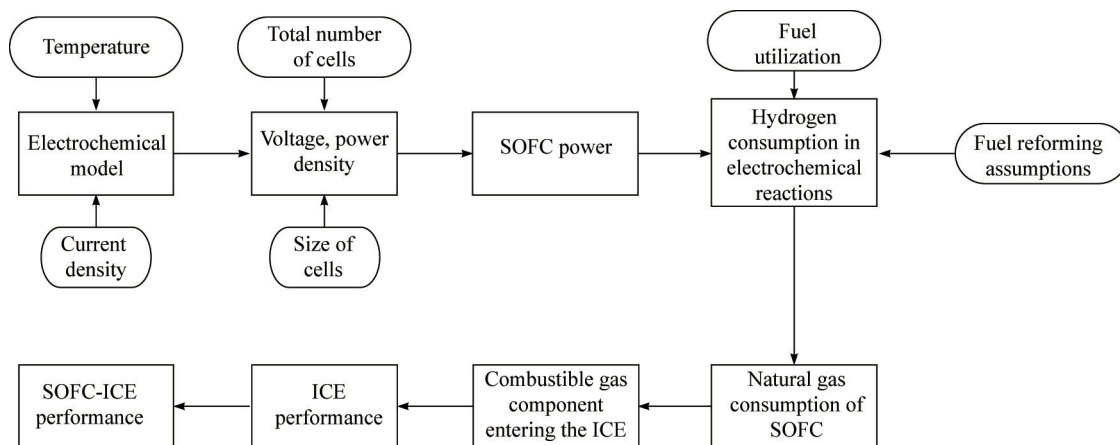 Temperature
Total number
of cells
Fuel
utilization
Electrochemical
model
Voltage, power
density
SOFC power
Hydrogen
consumption in
electrochemical
reactions
Fuel reforming
assumptions
Current
density
Size of
cells
SOFC-ICE
performance
ICE
performance
Combustible gas
component
entering the ICE
Natural gas
consumption of
SOFC